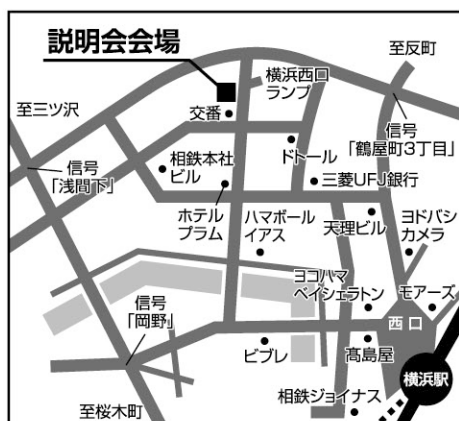 説明会会場
至反町
横浜西口
ランプ
至三ツ沢
交番
信号
「鶴屋町3丁目」
信号
「浅間下」
相鉄本社
ビル
ドトール
三菱UFJ銀行
ホテル
プラム
ハマボール
イアス
天理ビル
ヨドバシ
カメラ
ヨコハマ
ベイシェラトン
モアーズ
信号
「岡野」
西口
ビブレ
髙島屋
横浜駅
相鉄ジョイナス
至桜木町